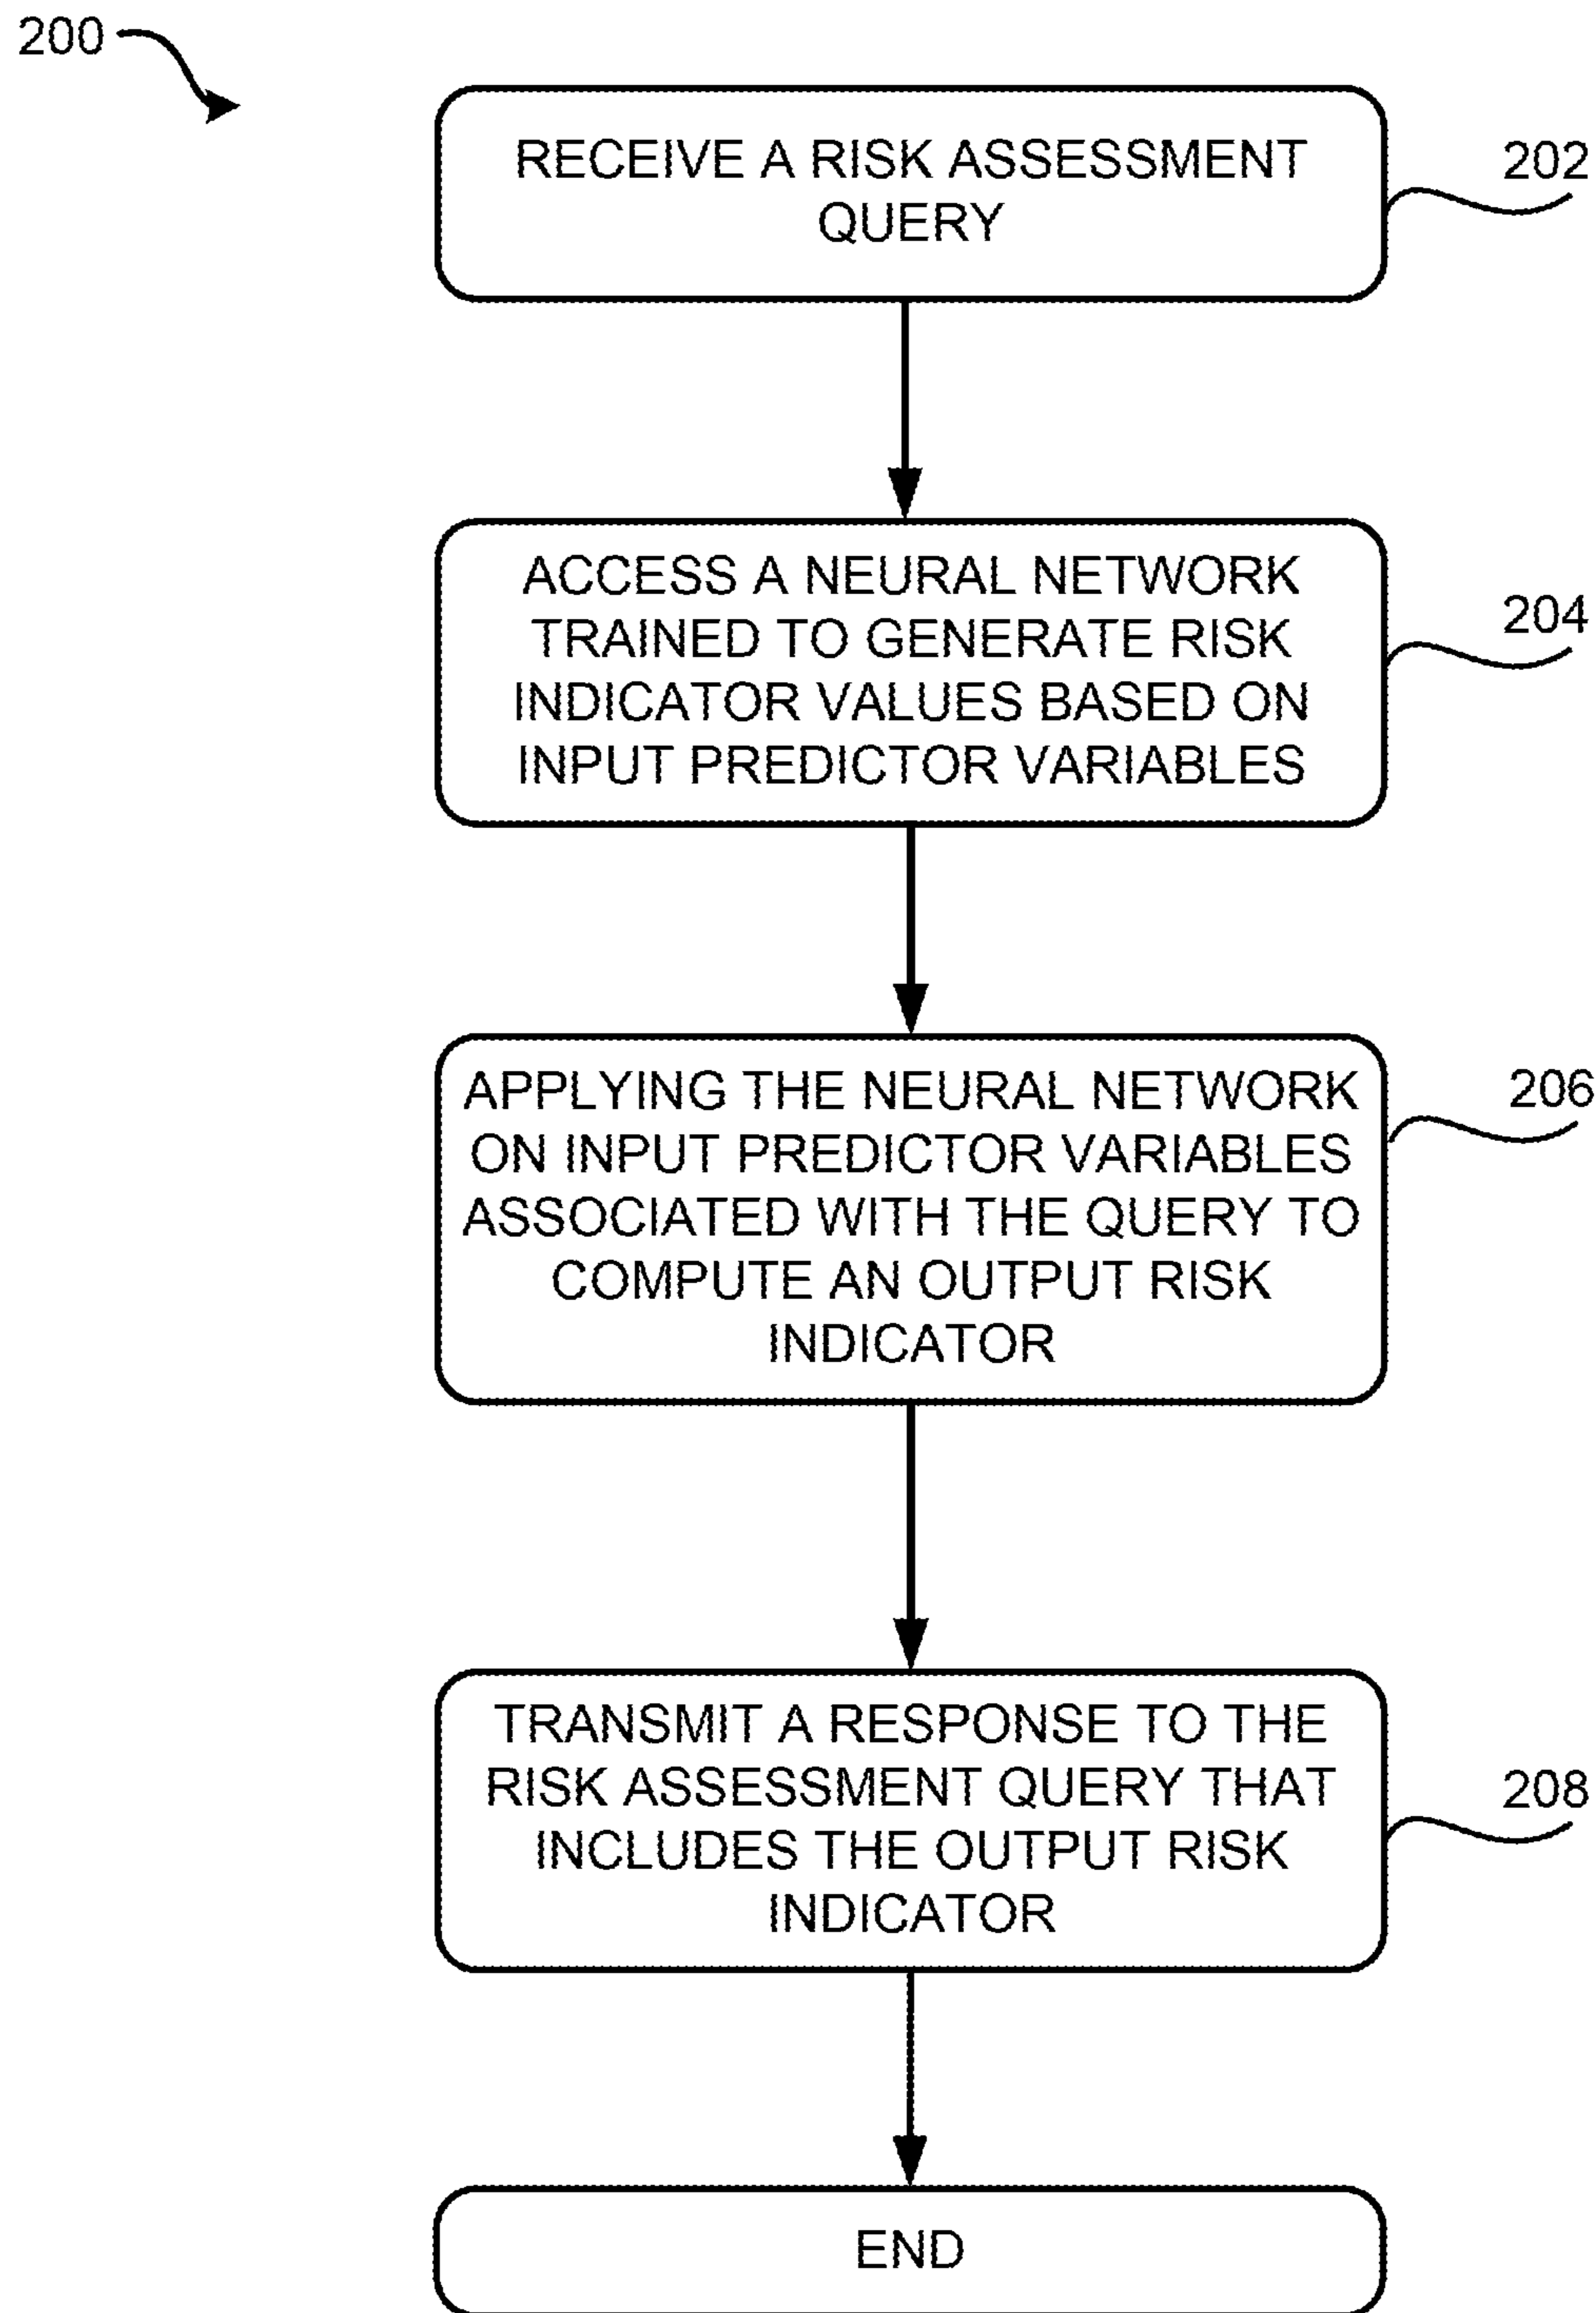 200
RECEIVE A RISK ASSESSMENT
QUERY
202
ACCESS A NEURAL NETWORK
TRAINED TO GENERATE RISK
INDICATOR VALUES BASED ON
INPUT PREDICTOR VARIABLES
204
APPLYING THE NEURAL NETWORK
ON INPUT PREDICTOR VARIABLES
ASSOCIATED WITH THE QUERY TO
COMPUTE AN OUTPUT RISK
INDICATOR
206
TRANSMIT A RESPONSE TO THE
RISK ASSESSMENT QUERY THAT
INCLUDES THE OUTPUT RISK
INDICATOR
208
END